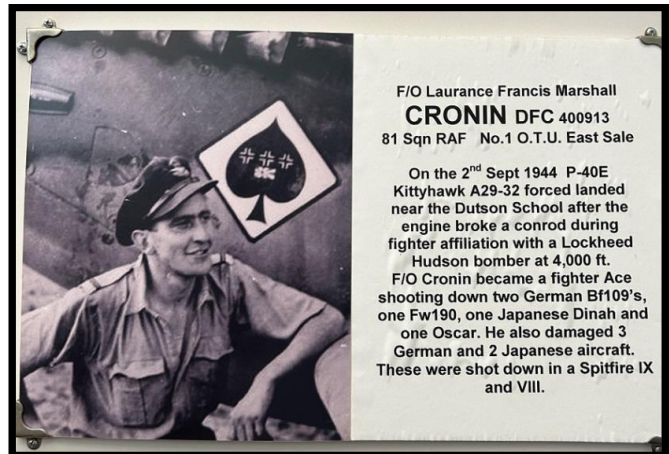 F/O Laurance Francis Marshall
CRONIN DFC 400913
81 Sqn RAF No.1 O.T.U. East Sale
On the 2nd Sept 1944 P-40E
Kittyhawk A29-32 forced landed
near the Dutson School after the
engine broke a conrod during
fighter affiliation with a Lockheed
Hudson bomber at 4,000 ft.
F/O Cronin became a fighter Ace
shooting down two German Bf109's,
one Fw190, one Japanese Dinah and
one Oscar. He also damaged 3
German and 2 Japanese aircraft.
These were shot down in a Spitfire IX
and VIII.